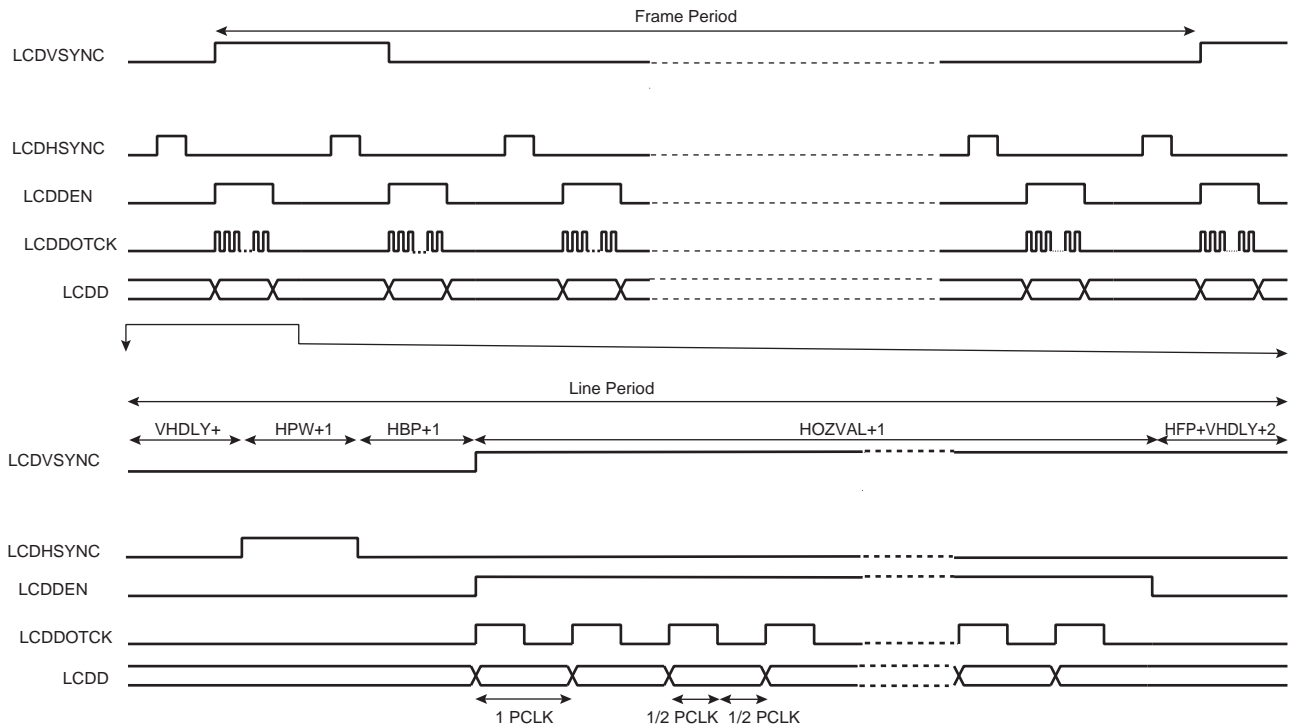 Frame Period
LCDVSYNC
LCDHSYNC
LCDDEN
LCDDOTCK
LCDD
Line Period
VHDLY+ HPW+1 HBP+1 HOZVAL+1 HFP+VHDLY+2
LCDVSYNC
LCDHSYNC
LCDDEN
LCDDOTCK
LCDD
1 PCLK 1/2 PCLK 1/2 PCLK